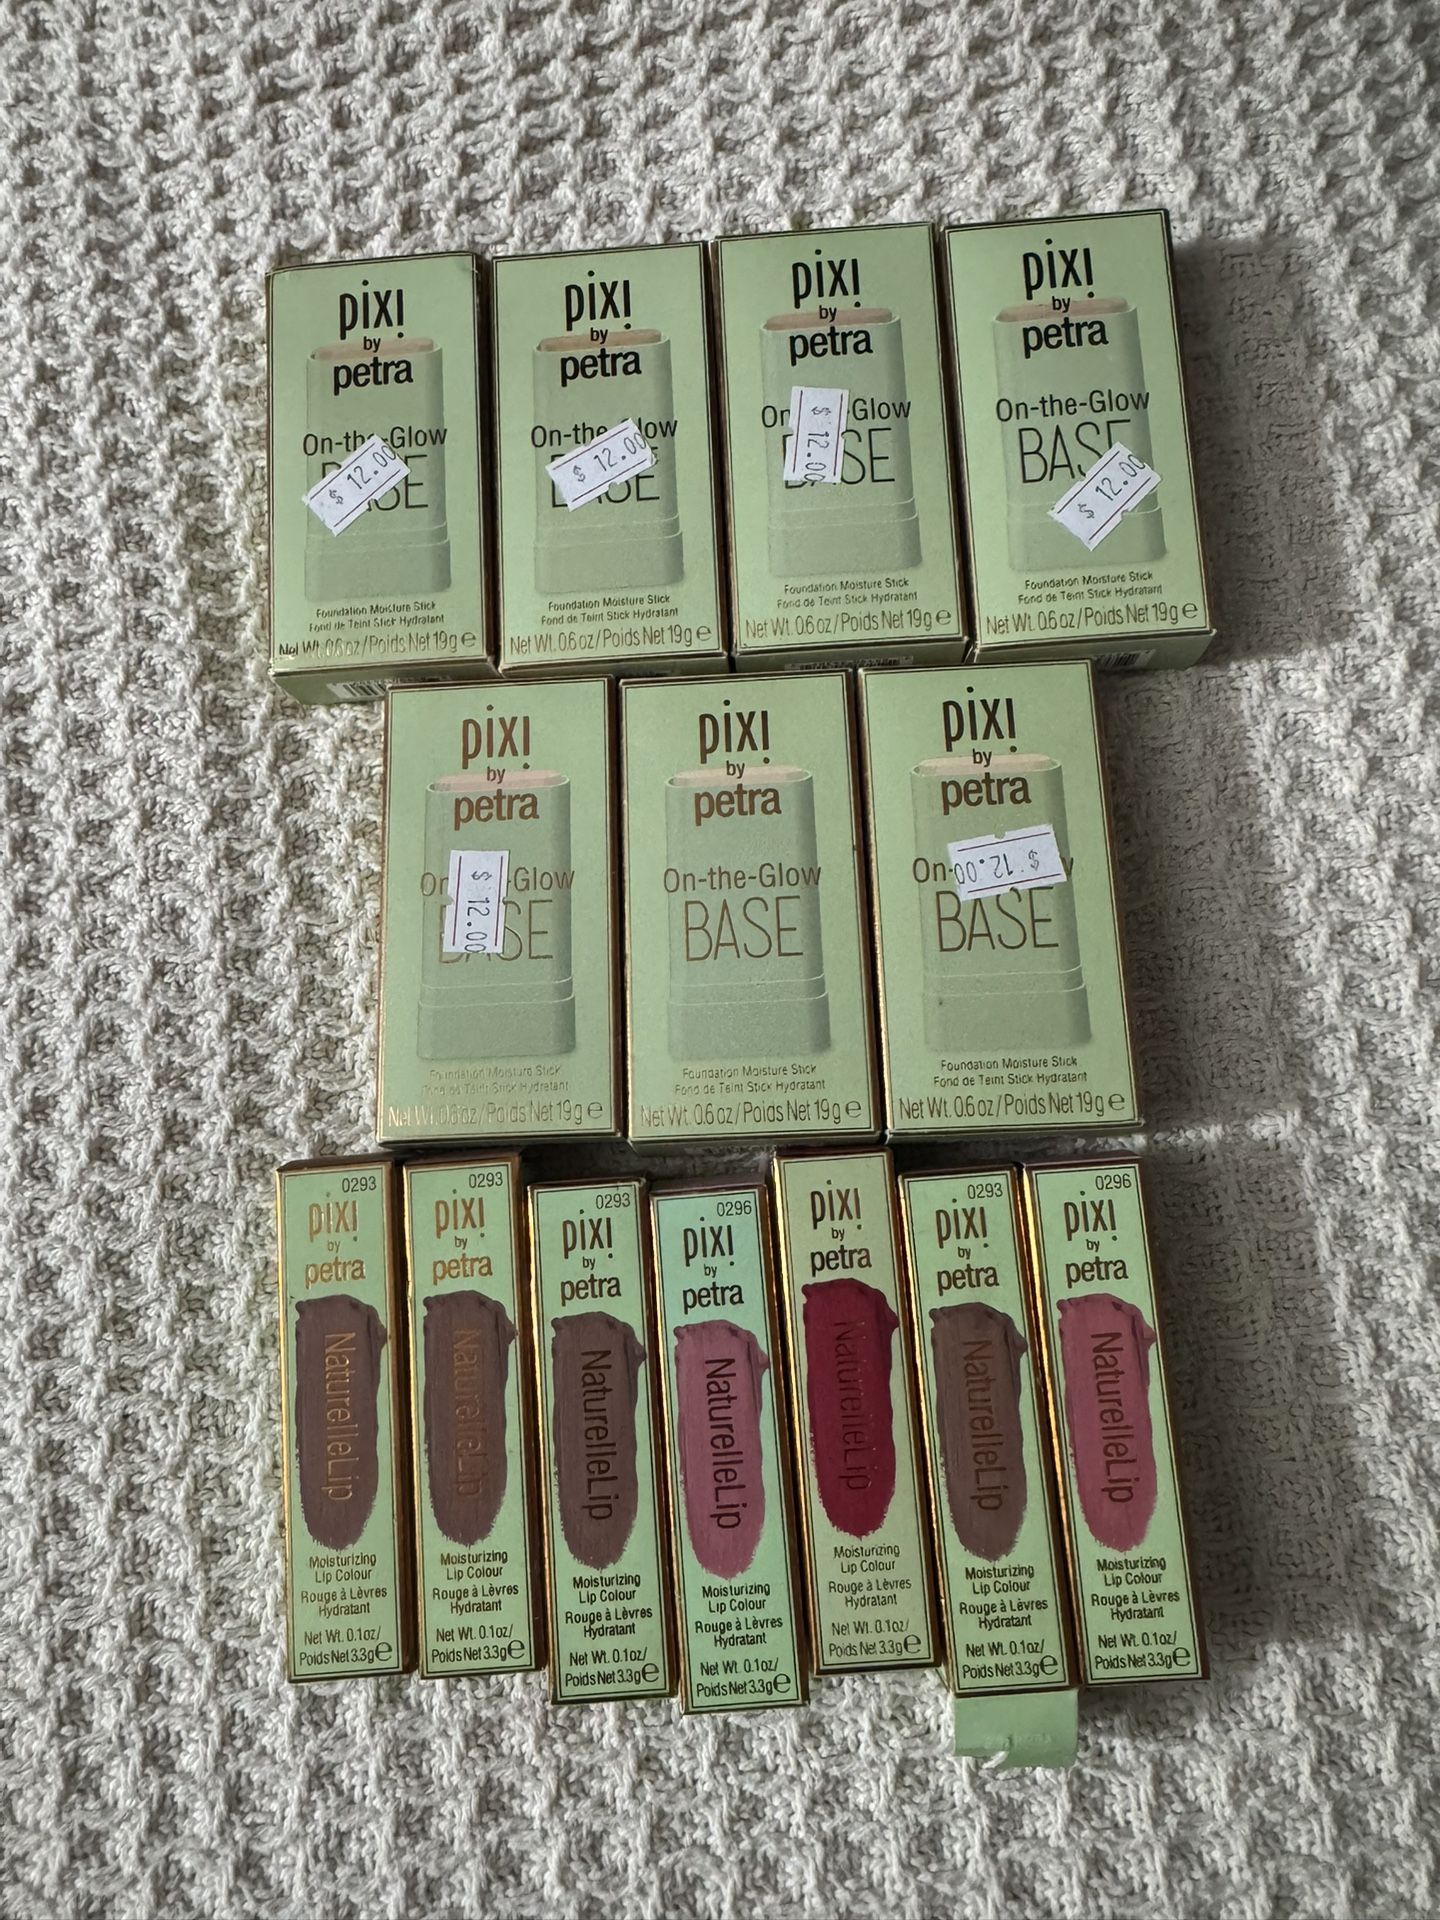 pixi
by
petra
On-the-Glow
$ 12.00
Foundation Moisture Stick
Fond de Teint Stick Hydratant
Net Wt. 0.6 oz/Poids Net 19g e
pixi
by
petra
$ 12.00
Foundation Moisture Stick
Fond de Teint Stick Hydratant
Net Wt. 0.6 oz/Poids Net 19g e
pixi
by
petra
$ 12.00
Foundation Moisture Stick
Fond de Teint Stick Hydratant
Net Wt. 0.6 oz/Poids Net 19g e
pixi
by
petra
On-the-Glow
BASE
$ 12.00
Foundation Moisture Stick
Fond de Teint Stick Hydratant
Net Wt. 0.6 oz/Poids Net 19g e
pixi
by
petra
$ 12.00
Foundation Moisture Stick
Fond de Teint Stick Hydratant
Net Wt. 0.6 oz/Poids Net 19g e
pixi
by
petra
On-the-Glow
BASE
Foundation Moisture Stick
Fond de Teint Stick Hydratant
Net Wt. 0.6 oz/Poids Net 19g e
pixi
by
petra
$ 12.00
BASE
Foundation Moisture Stick
Fond de Teint Stick Hydratant
Net Wt. 0.6 oz/Poids Net 19g e
0293
pixi
by
petra
NaturelleLip
Moisturizing
Lip Colour
Rouge à Lèvres
Hydratant
Net Wt. 0.1oz/
Poids Net 3.3g e
0293
pixi
by
petra
NaturelleLip
Moisturizing
Lip Colour
Rouge à Lèvres
Hydratant
Net Wt. 0.1oz/
Poids Net 3.3g e
0293
pixi
by
petra
NaturelleLip
Moisturizing
Lip Colour
Rouge à Lèvres
Hydratant
Net Wt. 0.1oz/
Poids Net 3.3g e
0296
pixi
by
petra
NaturelleLip
Moisturizing
Lip Colour
Rouge à Lèvres
Hydratant
Net Wt. 0.1oz/
Poids Net 3.3g e
pixi
by
petra
NaturelleLip
Moisturizing
Lip Colour
Rouge à Lèvres
Hydratant
Net Wt. 0.1oz/
Poids Net 3.3g e
0293
pixi
by
petra
NaturelleLip
Moisturizing
Lip Colour
Rouge à Lèvres
Hydratant
Net Wt. 0.1oz/
Poids Net 3.3g e
0296
pixi
by
petra
NaturelleLip
Moisturizing
Lip Colour
Rouge à Lèvres
Hydratant
Net Wt. 0.1oz/
Poids Net 3.3g e